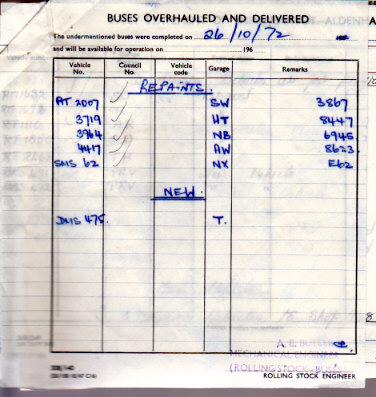 BUSES OVERHAULED AND DELIVERED
The undermentioned buses were completed on 26/10/72
and will be available for operation on 196
Vehicle No. Council No. Vehicle code Garage Remarks
REPAINTS.
RT 2007 SW 3867
3719 HT 8447
3964 NB 6945
4417 AW 8623
SMS 62 NX E62
NEW.
DMS 475. T.
MECHANICAL ENGINEER
(ROLLING STOCK - BUS)
ROLLING STOCK ENGINEER